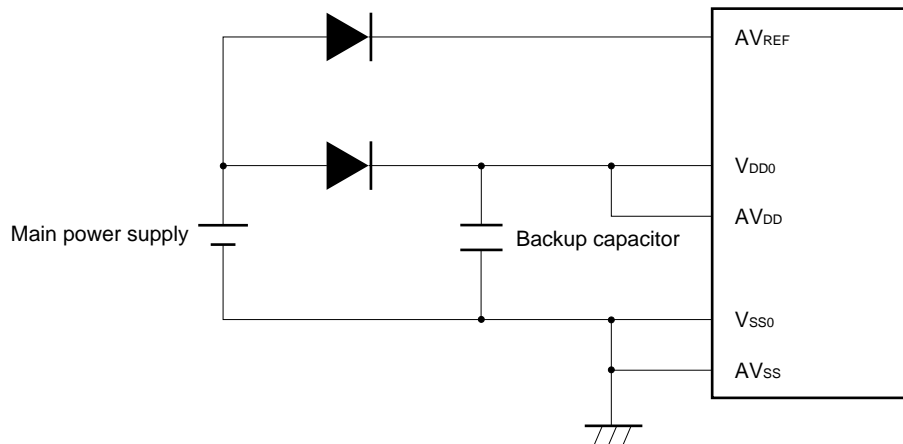 AVREF
VDD0
AVDD
Main power supply
Backup capacitor
VSS0
AVSS